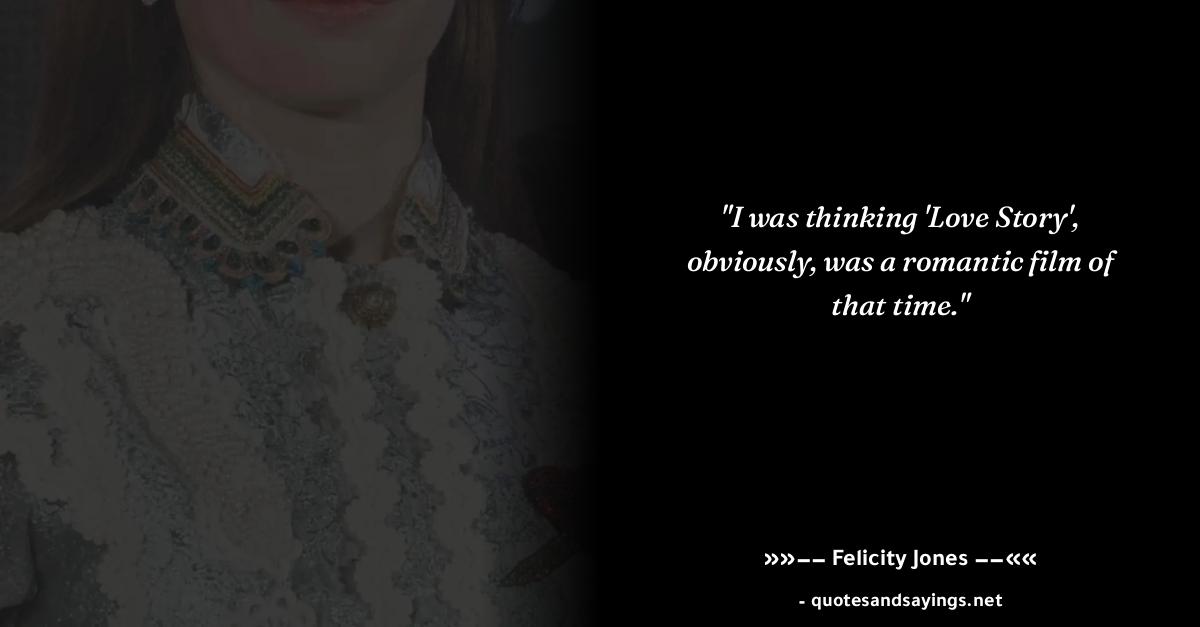 "I was thinking 'Love Story',
obviously, was a romantic film of
that time."
»»−− Felicity Jones −−««
- quotesandsayings.net